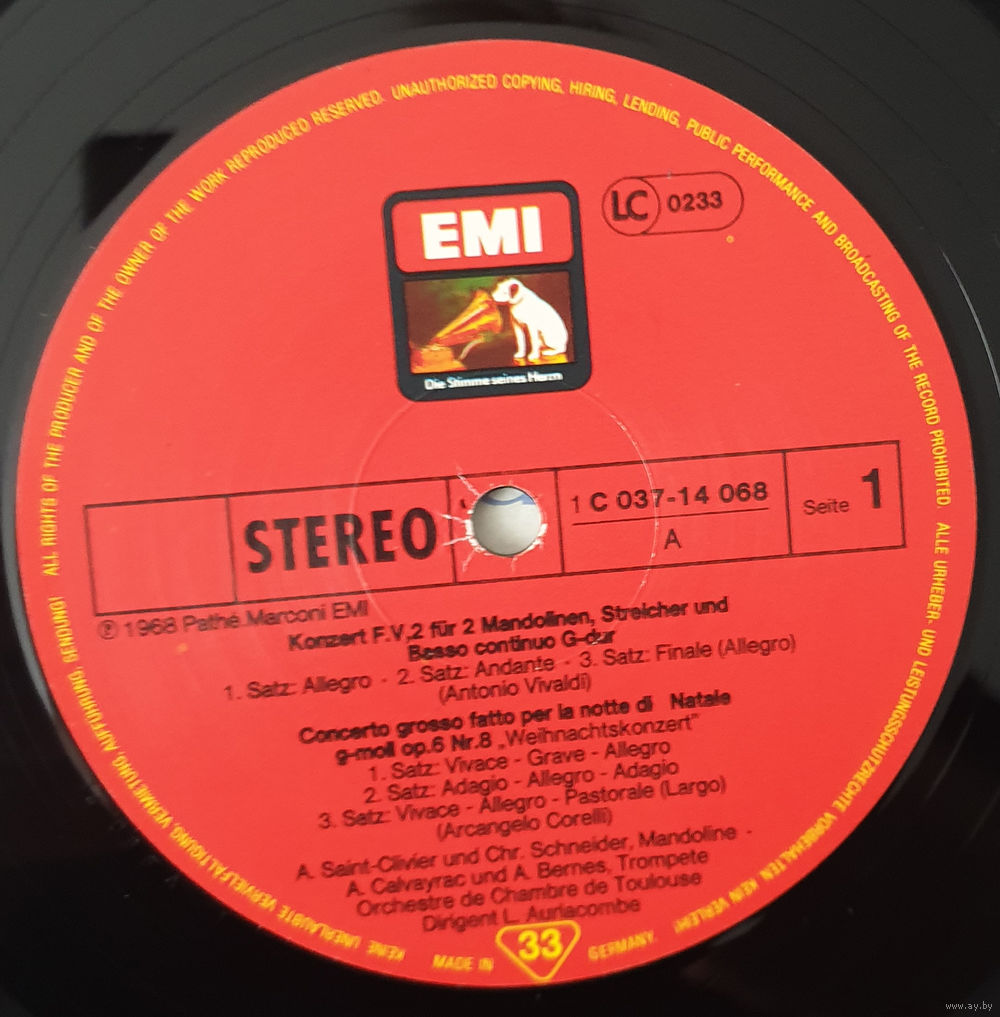 ALL RIGHTS OF THE PRODUCER AND OF THE OWNER OF THE WORK REPRODUCED RESERVED. UNAUTHORIZED COPYING, HIRING, LENDING, PUBLIC PERFORMANCE AND BROADCASTING OF THE RECORD PROHIBITED.
ALLE URHEBER- UND LEISTUNGSSCHUTZRECHTE VORBEHALTEN KEIN VERLEIH!
KEINE UNERLAUBTE VERVIELFÄLTIGUNG, VERMIETUNG, AUFFÜHRUNG, SENDUNG!
EMI
Die Stimme seines Herrn
LC 0233
STEREO
1 C 037-14 068
A
Seite 1
℗ 1968 Pathé Marconi EMI
Konzert F.V,2 für 2 Mandolinen, Streicher und
Basso continuo G-dur
1. Satz: Allegro · 2. Satz: Andante · 3. Satz: Finale (Allegro)
(Antonio Vivaldi)
Concerto grosso fatto per la notte di Natale
g-moll op.6 Nr.8 „Weihnachtskonzert”
1. Satz: Vivace - Grave - Allegro
2. Satz: Adagio - Allegro - Adagio
3. Satz: Vivace - Allegro - Pastorale (Largo)
(Arcangelo Corelli)
A. Saint-Clivier und Chr. Schneider, Mandoline ·
A. Calvayrac und A. Bernes, Trompete
Orchestre de Chambre de Toulouse
Dirigent L. Auriacombe
MADE IN 33 GERMANY.
www.ay.by